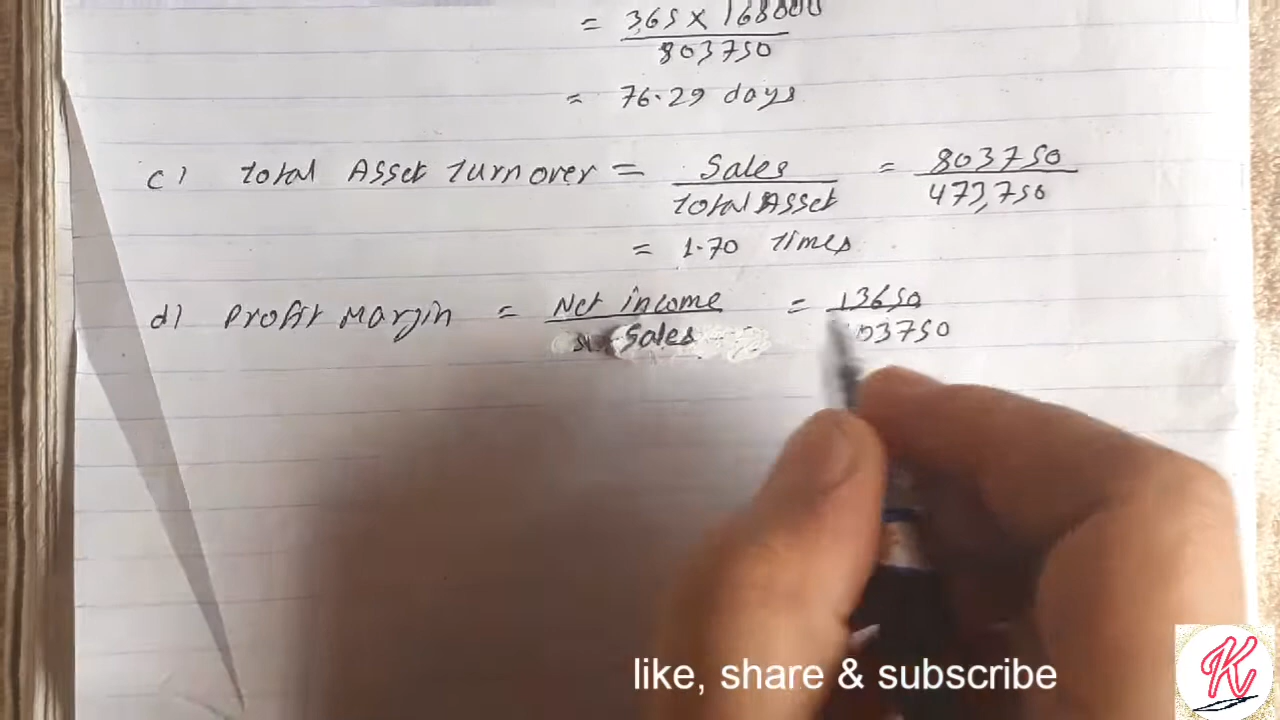 = 365 × 168000
803750
= 76.29 days
c) Total Asset Turnover = Sales = 803750
Total Asset 473,750
= 1.70 Times
d) Profit Margin = Net income = 13650
Sales 03750
like, share & subscribe
K